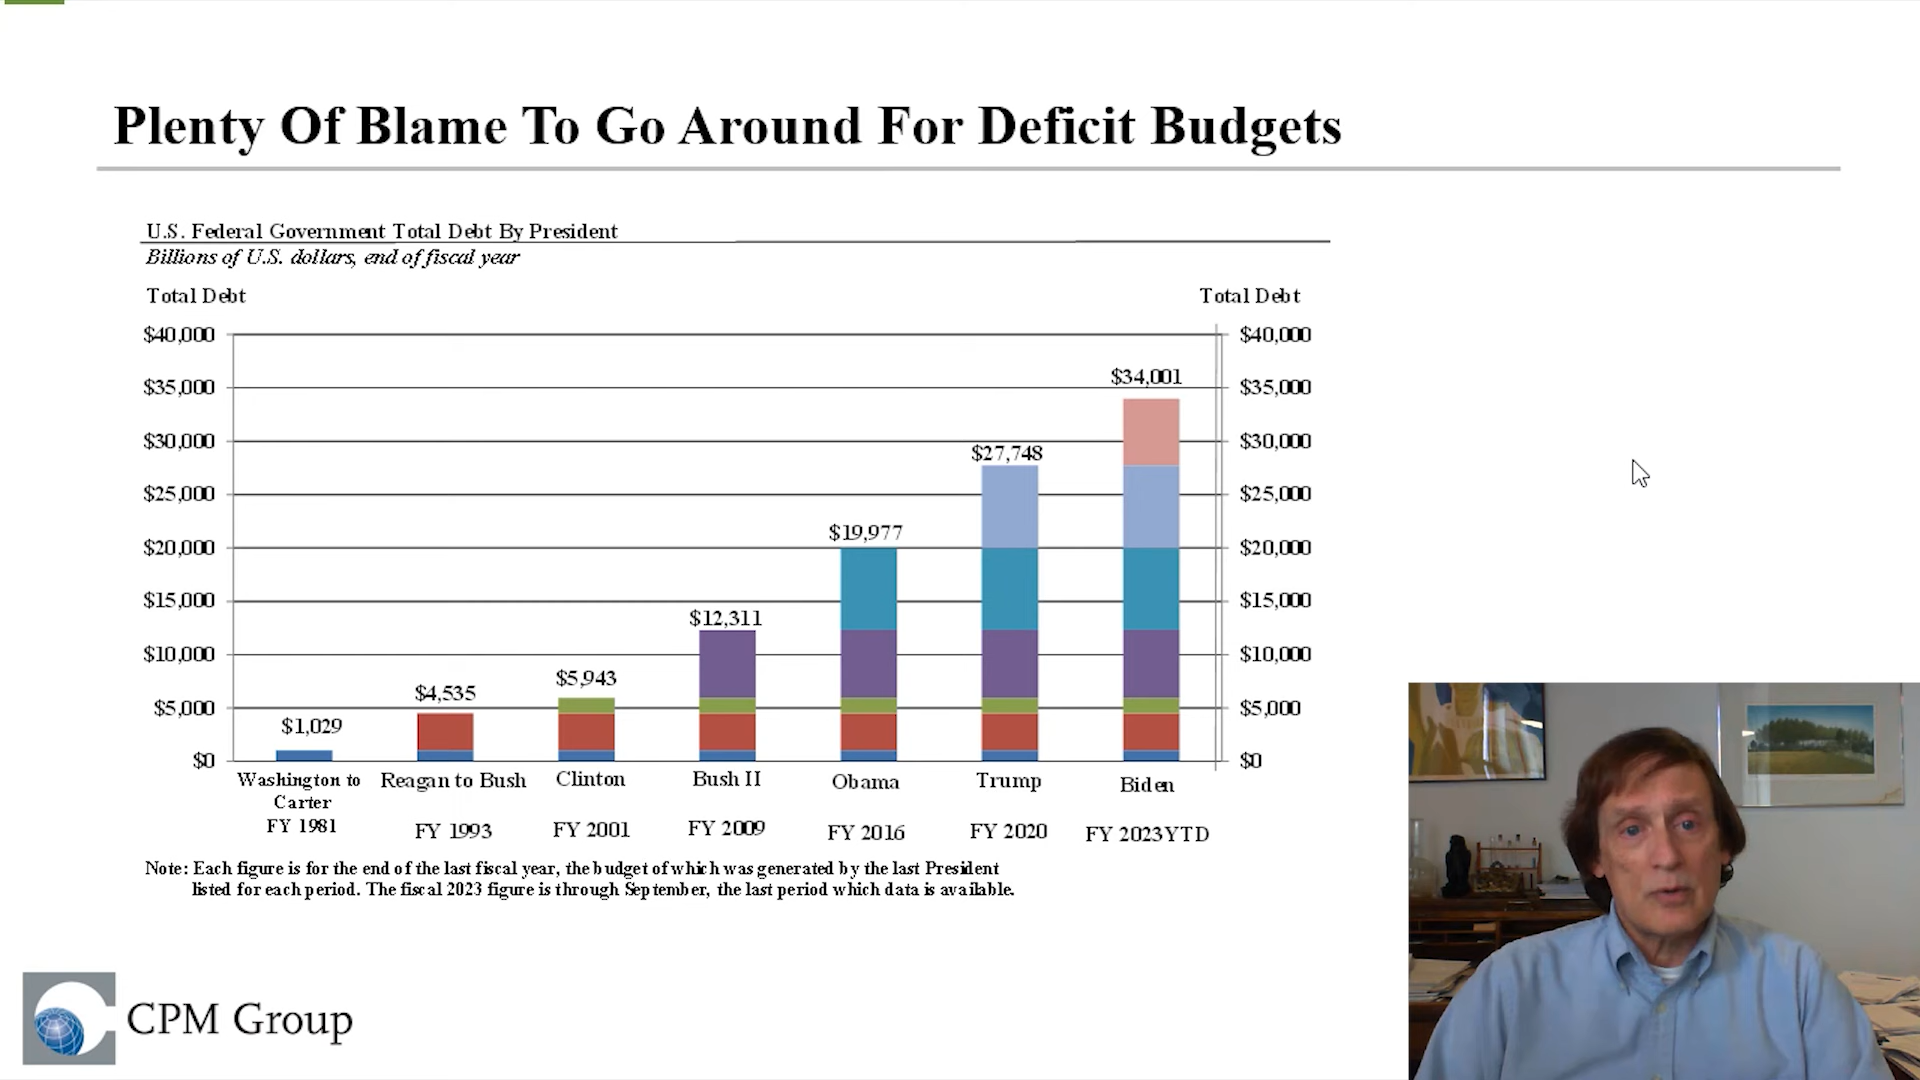 Plenty Of Blame To Go Around For Deficit Budgets
U.S. Federal Government Total Debt By President
Billions of U.S. dollars, end of fiscal year
Total Debt
Total Debt
$40,000
$40,000
$34,001
$35,000
$35,000
$30,000
$30,000
$27,748
$25,000
$25,000
$19,977
$20,000
$20,000
$15,000
$15,000
$12,311
$10,000
$10,000
$5,943
$4,535
$5,000
$5,000
$1,029
$0
$0
Washington to
Carter
FY 1981
Reagan to Bush
FY 1993
Clinton
FY 2001
Bush II
FY 2009
Obama
FY 2016
Trump
FY 2020
Biden
FY 2023YTD
Note: Each figure is for the end of the last fiscal year, the budget of which was generated by the last President
listed for each period. The fiscal 2023 figure is through September, the last period which data is available.
CPM Group